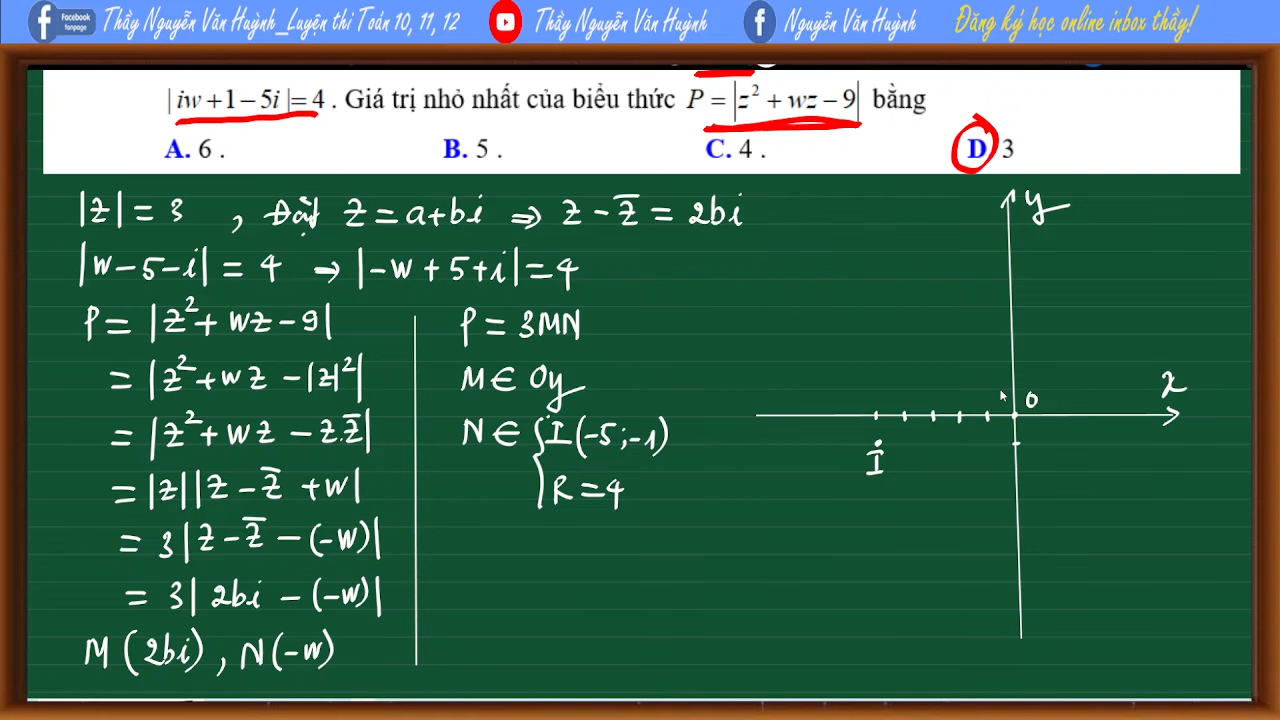 Facebook fanpage Thầy Nguyễn Văn Huỳnh_Luyện thi Toán 10, 11, 12 Thầy Nguyễn Văn Huỳnh Nguyễn Văn Huỳnh Đăng ký học online inbox thầy!
|iw + 1 − 5i| = 4 . Giá trị nhỏ nhất của biểu thức P = |z² + wz − 9| bằng
A. 6 . B. 5 . C. 4 . D. 3
|z| = 3 , Đặt z = a + bi ⇒ z − z̅ = 2bi
|w − 5 − i| = 4 → |−w + 5 + i| = 4
P = |z² + wz − 9|
= |z² + wz − |z|²|
= |z² + wz − z.z̅|
= |z||z − z̅ + w|
= 3|z − z̅ − (−w)|
= 3|2bi − (−w)|
M(2bi), N(−w)
P = 3MN
M ∈ Oy
N ∈ { I(−5;−1)
R = 4
y
x
O
I